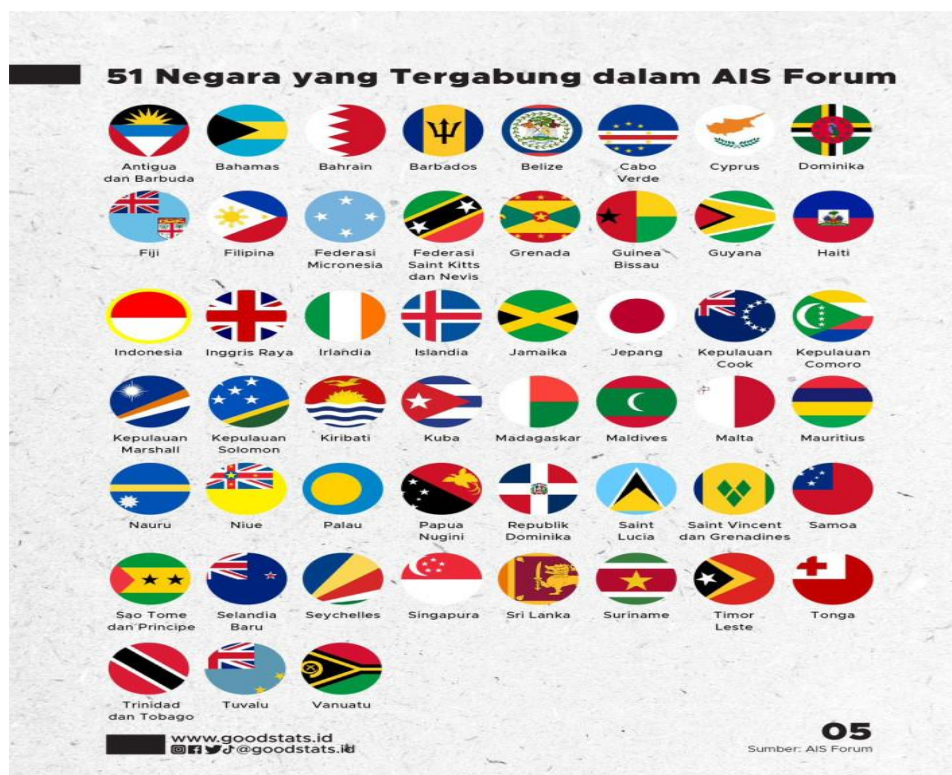 51 Negara yang Tergabung dalam AIS Forum
Antigua
dan Barbuda
Bahamas
Bahrain
Barbados
Belize
Cabo
Verde
Cyprus
Dominika
Fiji
Filipina
Federasi
Micronesia
Federasi
Saint Kitts
dan Nevis
Grenada
Guinea
Bissau
Guyana
Haiti
Indonesia
Inggris Raya
Irlandia
Islandia
Jamaika
Jepang
Kepulauan
Cook
Kepulauan
Comoro
Kepulauan
Marshall
Kepulauan
Solomon
Kiribati
Kuba
Madagaskar
Maldives
Malta
Mauritius
Nauru
Niue
Palau
Papua
Nugini
Republik
Dominika
Saint
Lucia
Saint Vincent
dan Grenadines
Samoa
Sao Tome
dan Principe
Selandia
Baru
Seychelles
Singapura
Sri Lanka
Suriname
Timor
Leste
Tonga
Trinidad
dan Tobago
Tuvalu
Vanuatu
www.goodstats.id
@goodstats.id
05
Sumber: AIS Forum